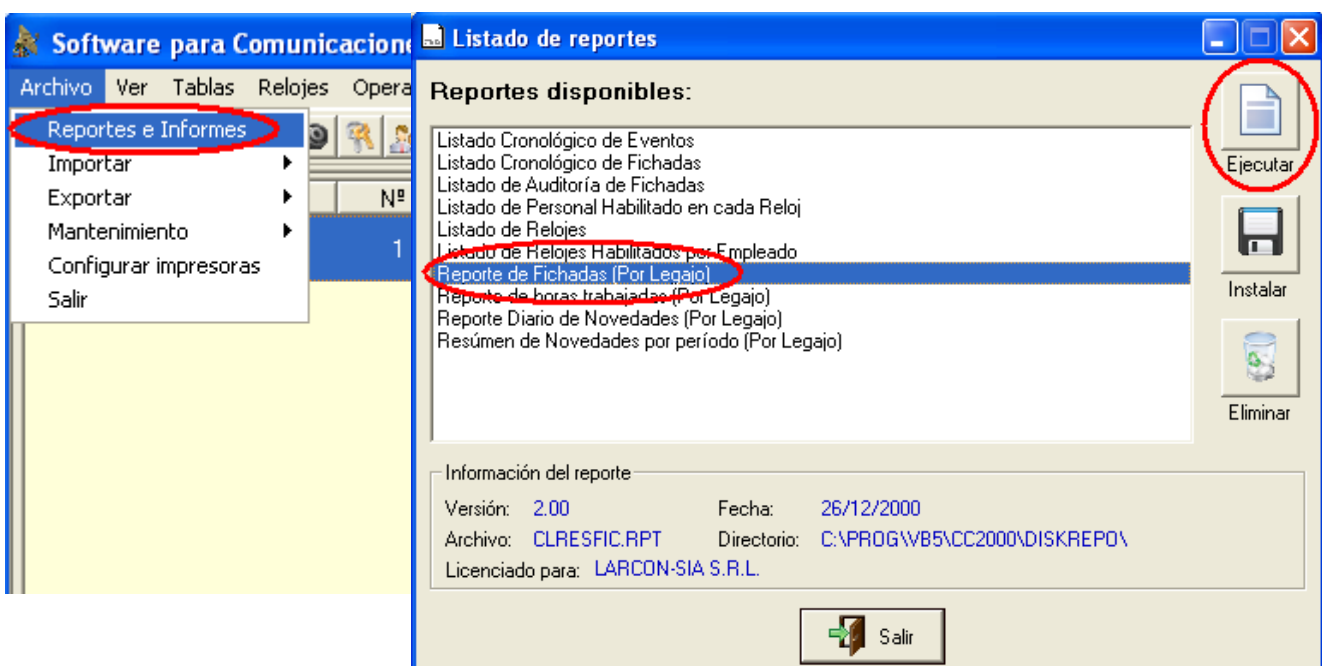 Software para Comunicacione
Archivo Ver Tablas Relojes Opera
Reportes e Informes
Importar
Exportar
Mantenimiento
Configurar impresoras
Salir
Nº
1
Listado de reportes
Reportes disponibles:
Listado Cronológico de Eventos
Listado Cronológico de Fichadas
Listado de Auditoría de Fichadas
Listado de Personal Habilitado en cada Reloj
Listado de Relojes
Listado de Relojes Habilitados por Empleado
Reporte de Fichadas (Por Legajo)
Reporte de horas trabajadas (Por Legajo)
Reporte Diario de Novedades (Por Legajo)
Resúmen de Novedades por período (Por Legajo)
Ejecutar
Instalar
Eliminar
Información del reporte
Versión: 2.00 Fecha: 26/12/2000
Archivo: CLRESFIC.RPT Directorio: C:\PROG\VB5\CC2000\DISKREPO\
Licenciado para: LARCON-SIA S.R.L.
Salir